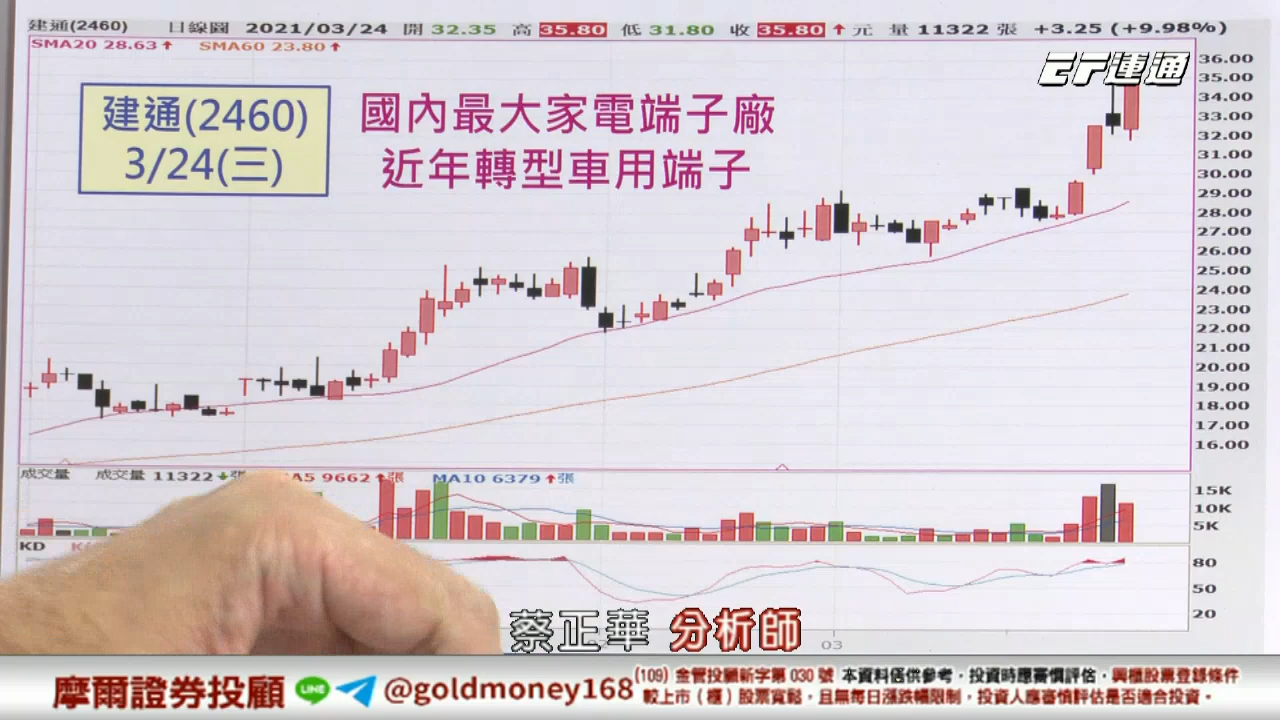 建通(2460) 日線圖 2021/03/24 開 32.35 高 35.80 低 31.80 收 35.80↑元 量 11322 張 +3.25 (+9.98%)
SMA20 28.63↑ SMA60 23.80↑
EF運通
建通(2460)
3/24(三)
國內最大家電端子廠
近年轉型車用端子
36.00
35.00
34.00
33.00
32.00
31.00
30.00
29.00
28.00
27.00
26.00
25.00
24.00
23.00
22.00
21.00
20.00
19.00
18.00
17.00
16.00
成交量 成交量 11322↓張 A5 9662↑張 MA10 6379↑張
15K
10K
5K
KD
80
50
20
03
蔡正華 分析師
摩爾證券投顧 LINE @goldmoney168
(109) 金管投顧新字第 030 號 本資料僅供參考，投資時應審慎評估．興櫃股票登錄條件
較上市（櫃）股票寬鬆，且無每日漲跌幅限制，投資人應審慎評估是否適合投資。